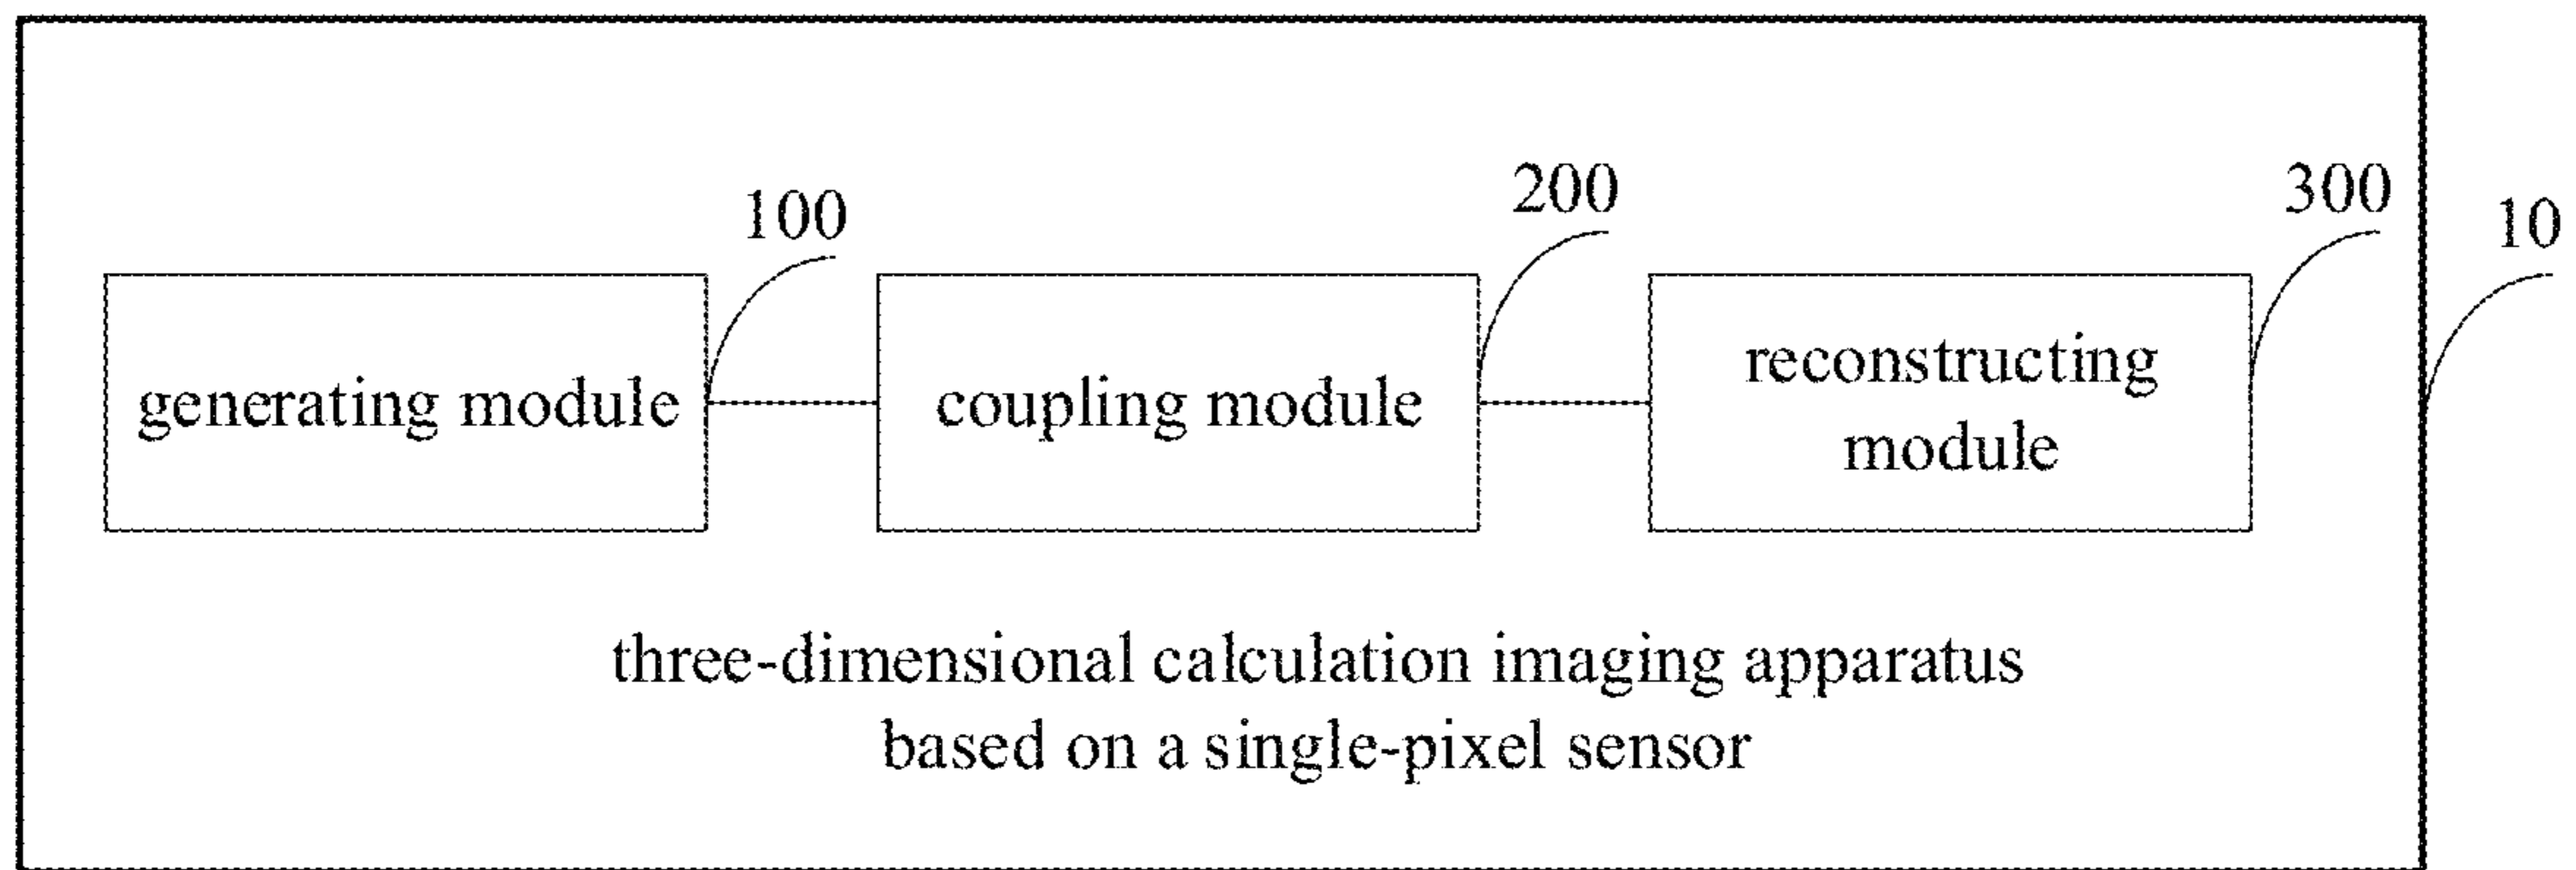 100
200
300
10
generating module
coupling module
reconstructing
module
three-dimensional calculation imaging apparatus
based on a single-pixel sensor